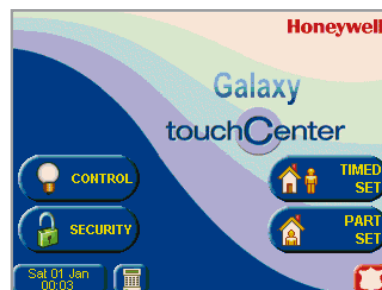 Honeywell
Galaxy
touchCenter
CONTROL
TIMED
SET
SECURITY
PART
SET
Sat 01 Jan
00:03